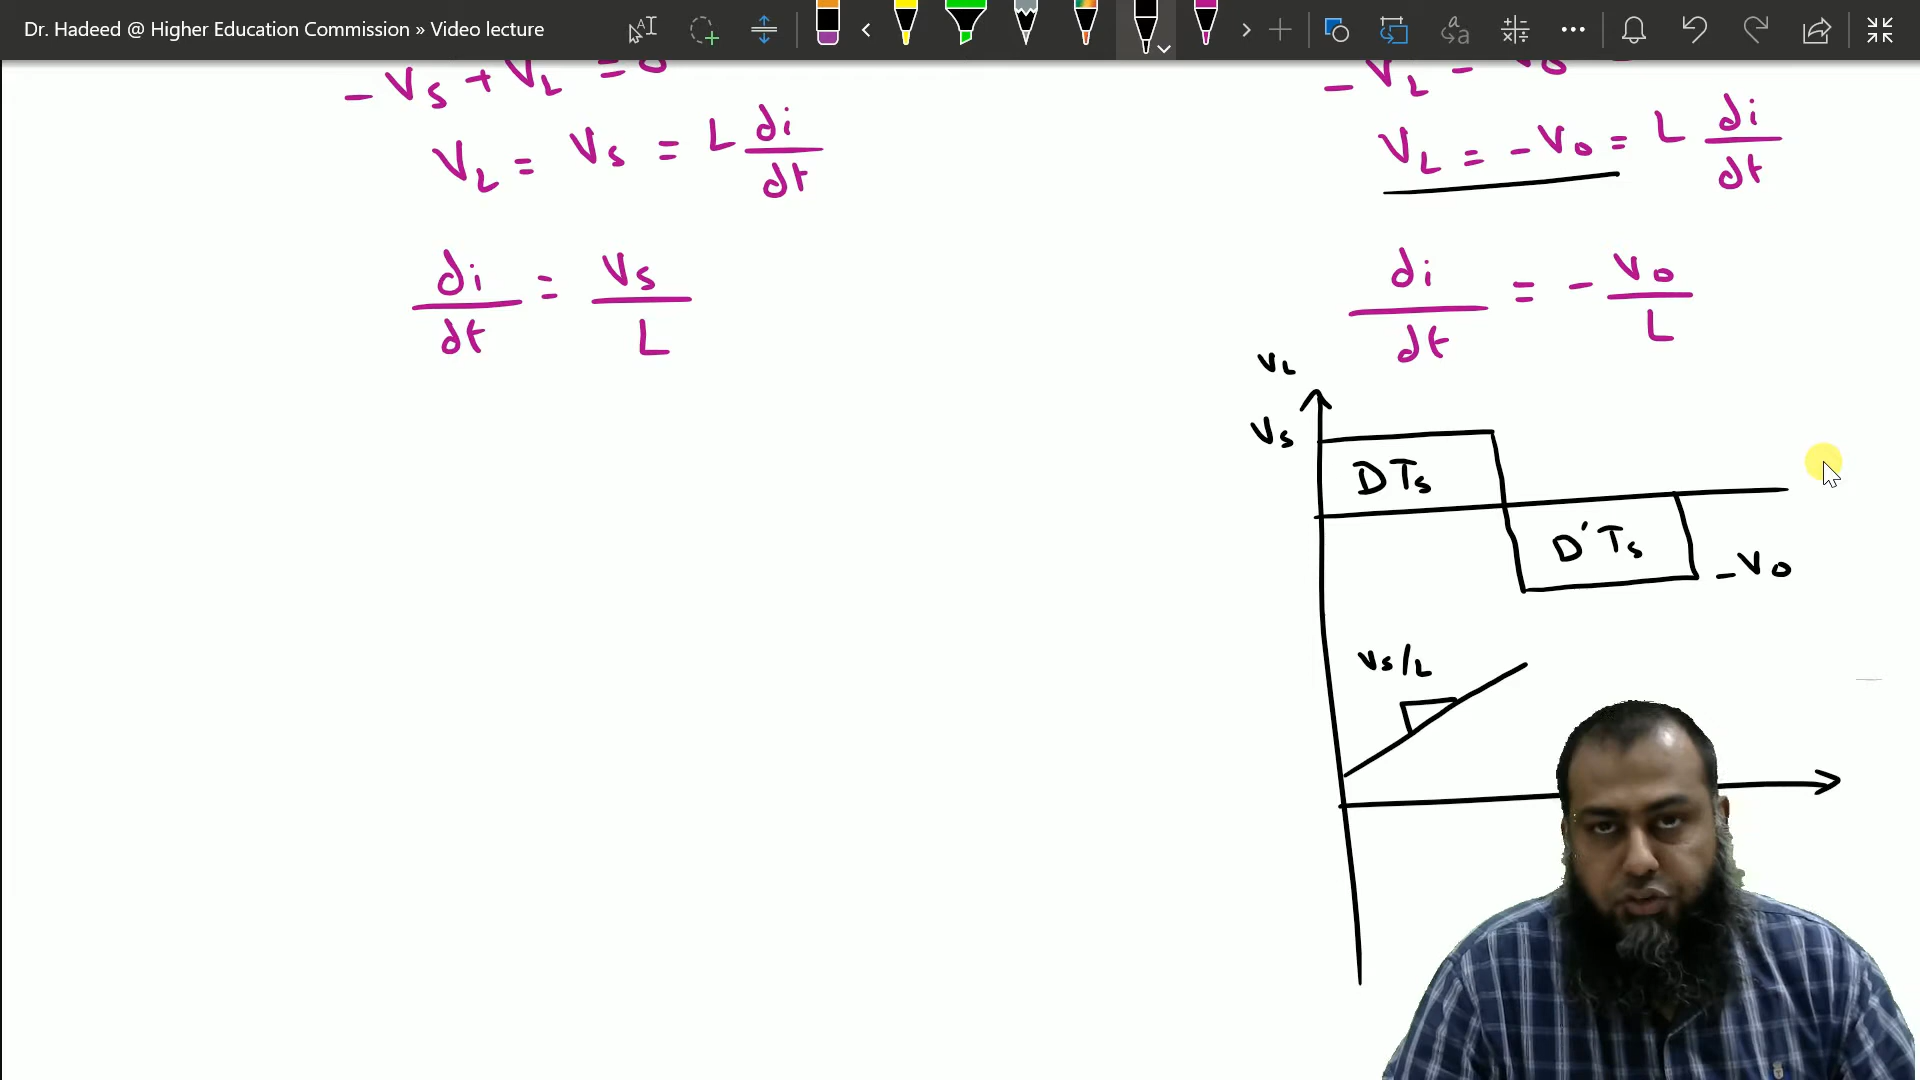 Dr. Hadeed @ Higher Education Commission » Video lecture
- Vs + VL = 0
VL = Vs = L di/dt
di/dt = Vs/L
- VL -
VL = -Vo = L di/dt
di/dt = - Vo/L
VL
Vs
DTs
D'Ts
-Vo
Vs/L